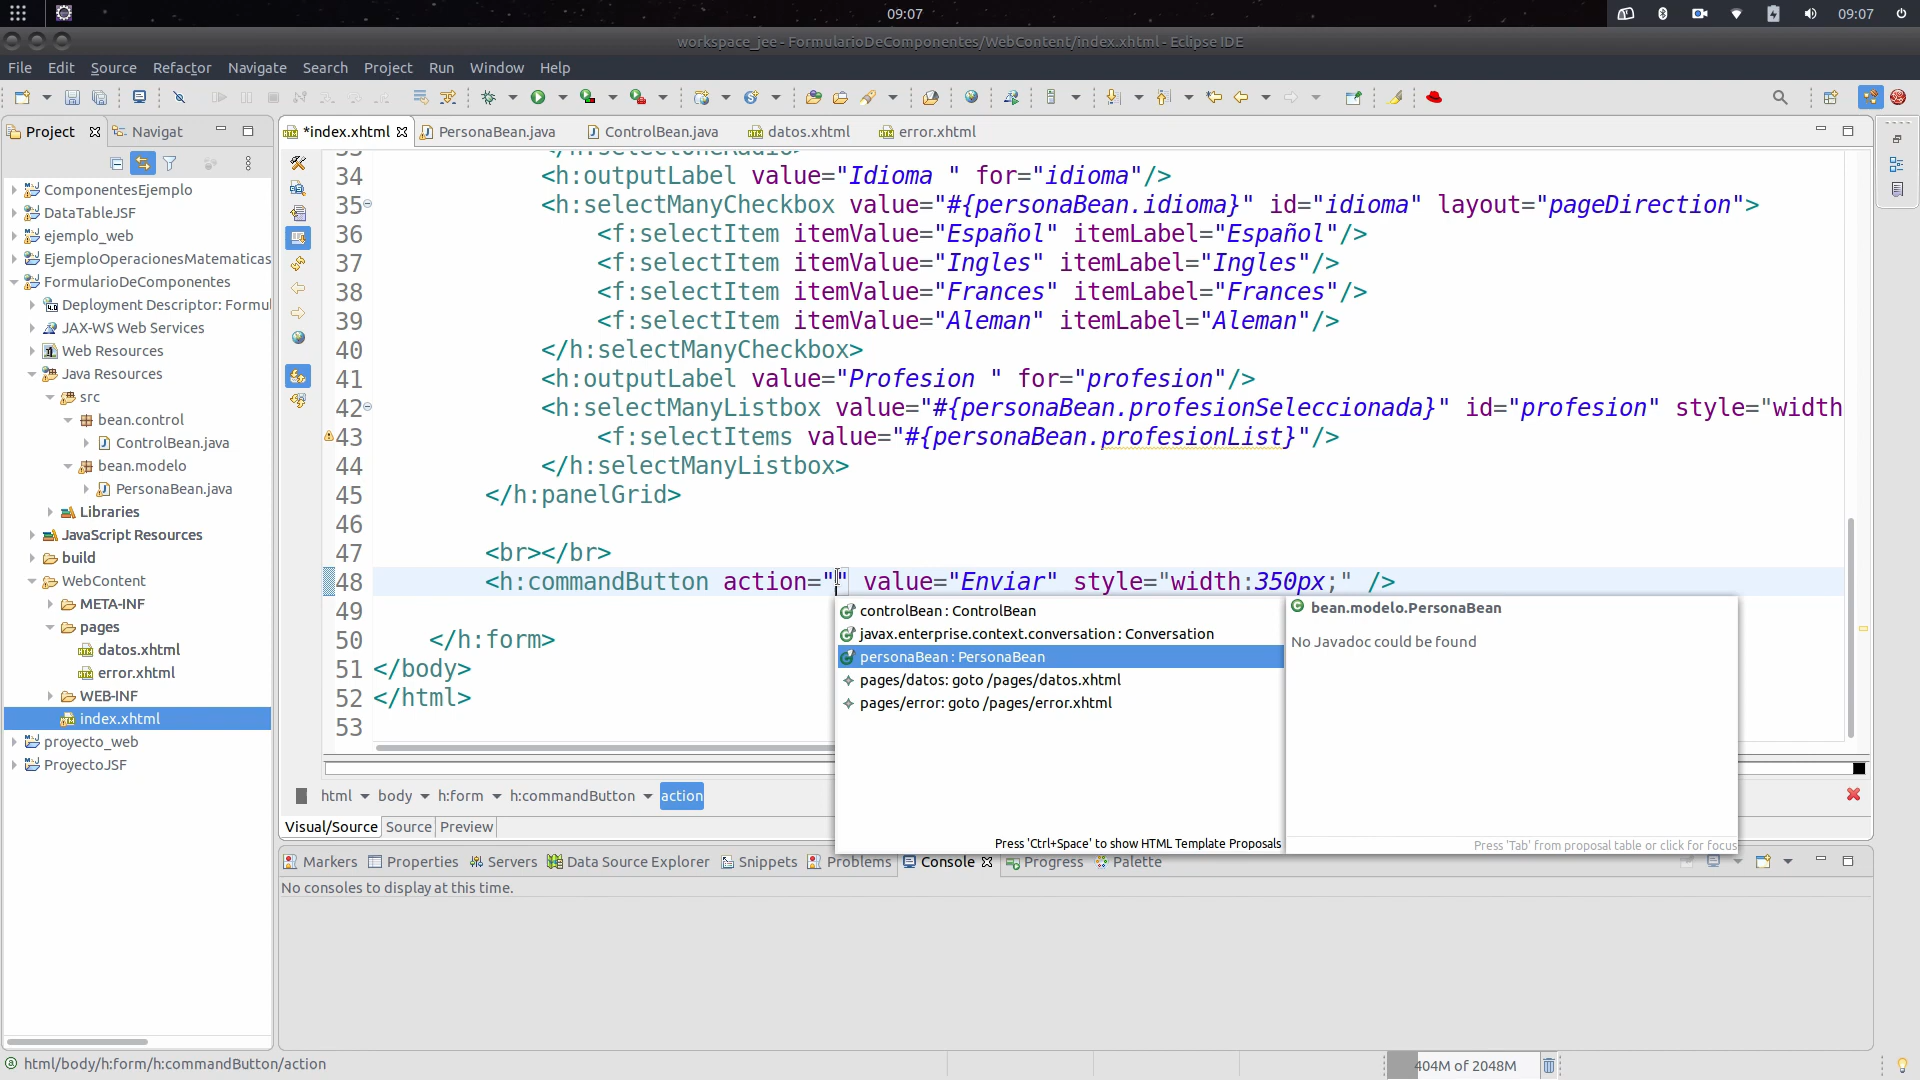 09:07
09:07
workspace_jee - FormularioDeComponentes/WebContent/index.xhtml - Eclipse IDE
File Edit Source Refactor Navigate Search Project Run Window Help
Project
Navigat
*index.xhtml
PersonaBean.java
ControlBean.java
datos.xhtml
error.xhtml
ComponentesEjemplo
DataTableJSF
ejemplo_web
EjemploOperacionesMatematicas
FormularioDeComponentes
Deployment Descriptor: Formul
JAX-WS Web Services
Web Resources
Java Resources
src
bean.control
ControlBean.java
bean.modelo
PersonaBean.java
Libraries
JavaScript Resources
build
WebContent
META-INF
pages
datos.xhtml
error.xhtml
WEB-INF
index.xhtml
proyecto_web
ProyectoJSF
34 <h:outputLabel value="Idioma " for="idioma"/>
35 <h:selectManyCheckbox value="#{personaBean.idioma}" id="idioma" layout="pageDirection">
36 <f:selectItem itemValue="Español" itemLabel="Español"/>
37 <f:selectItem itemValue="Ingles" itemLabel="Ingles"/>
38 <f:selectItem itemValue="Frances" itemLabel="Frances"/>
39 <f:selectItem itemValue="Aleman" itemLabel="Aleman"/>
40 </h:selectManyCheckbox>
41 <h:outputLabel value="Profesion " for="profesion"/>
42 <h:selectManyListbox value="#{personaBean.profesionSeleccionada}" id="profesion" style="width
43 <f:selectItems value="#{personaBean.profesionList}"/>
44 </h:selectManyListbox>
45 </h:panelGrid>
46
47 <br></br>
48 <h:commandButton action="" value="Enviar" style="width:350px;" />
49
50 </h:form>
51 </body>
52 </html>
53
controlBean : ControlBean
javax.enterprise.context.conversation : Conversation
personaBean : PersonaBean
pages/datos: goto /pages/datos.xhtml
pages/error: goto /pages/error.xhtml
Press 'Ctrl+Space' to show HTML Template Proposals
bean.modelo.PersonaBean
No Javadoc could be found
Press 'Tab' from proposal table or click for focus
html body h:form h:commandButton action
Visual/Source Source Preview
Markers Properties Servers Data Source Explorer Snippets Problems Console Progress Palette
No consoles to display at this time.
html/body/h:form/h:commandButton/action
404M of 2048M